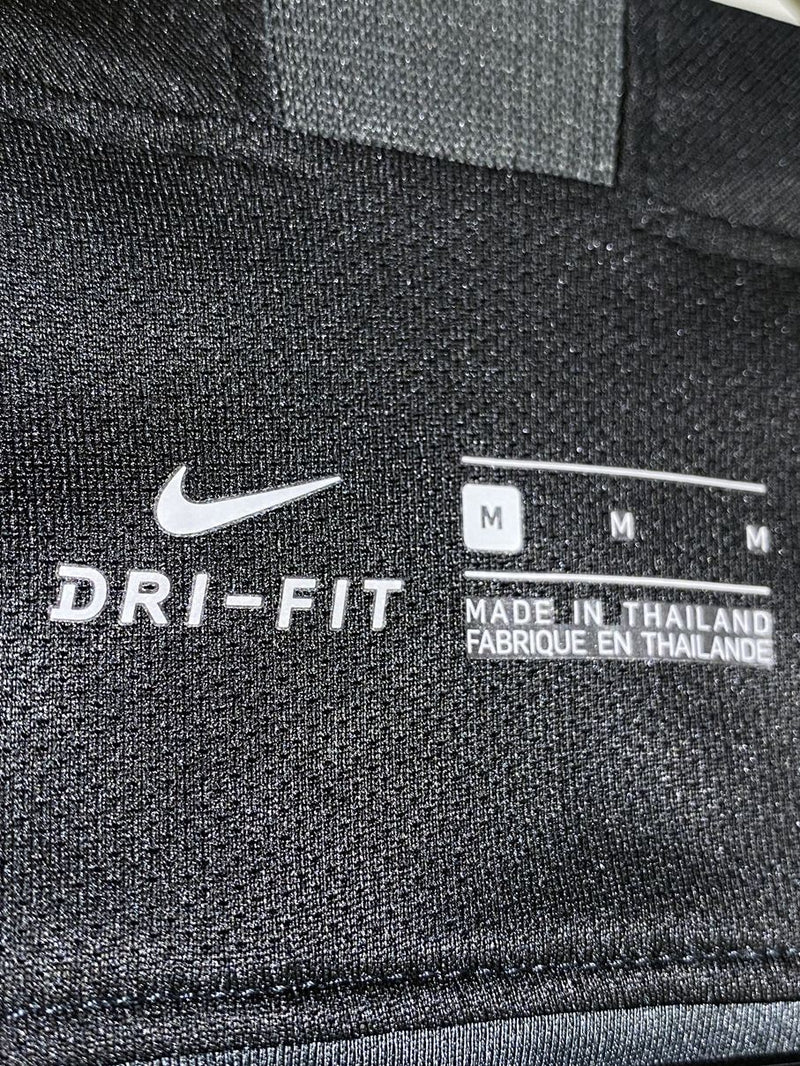 DRI-FIT
M M M
MADE IN THAILAND
FABRIQUE EN THAILANDE